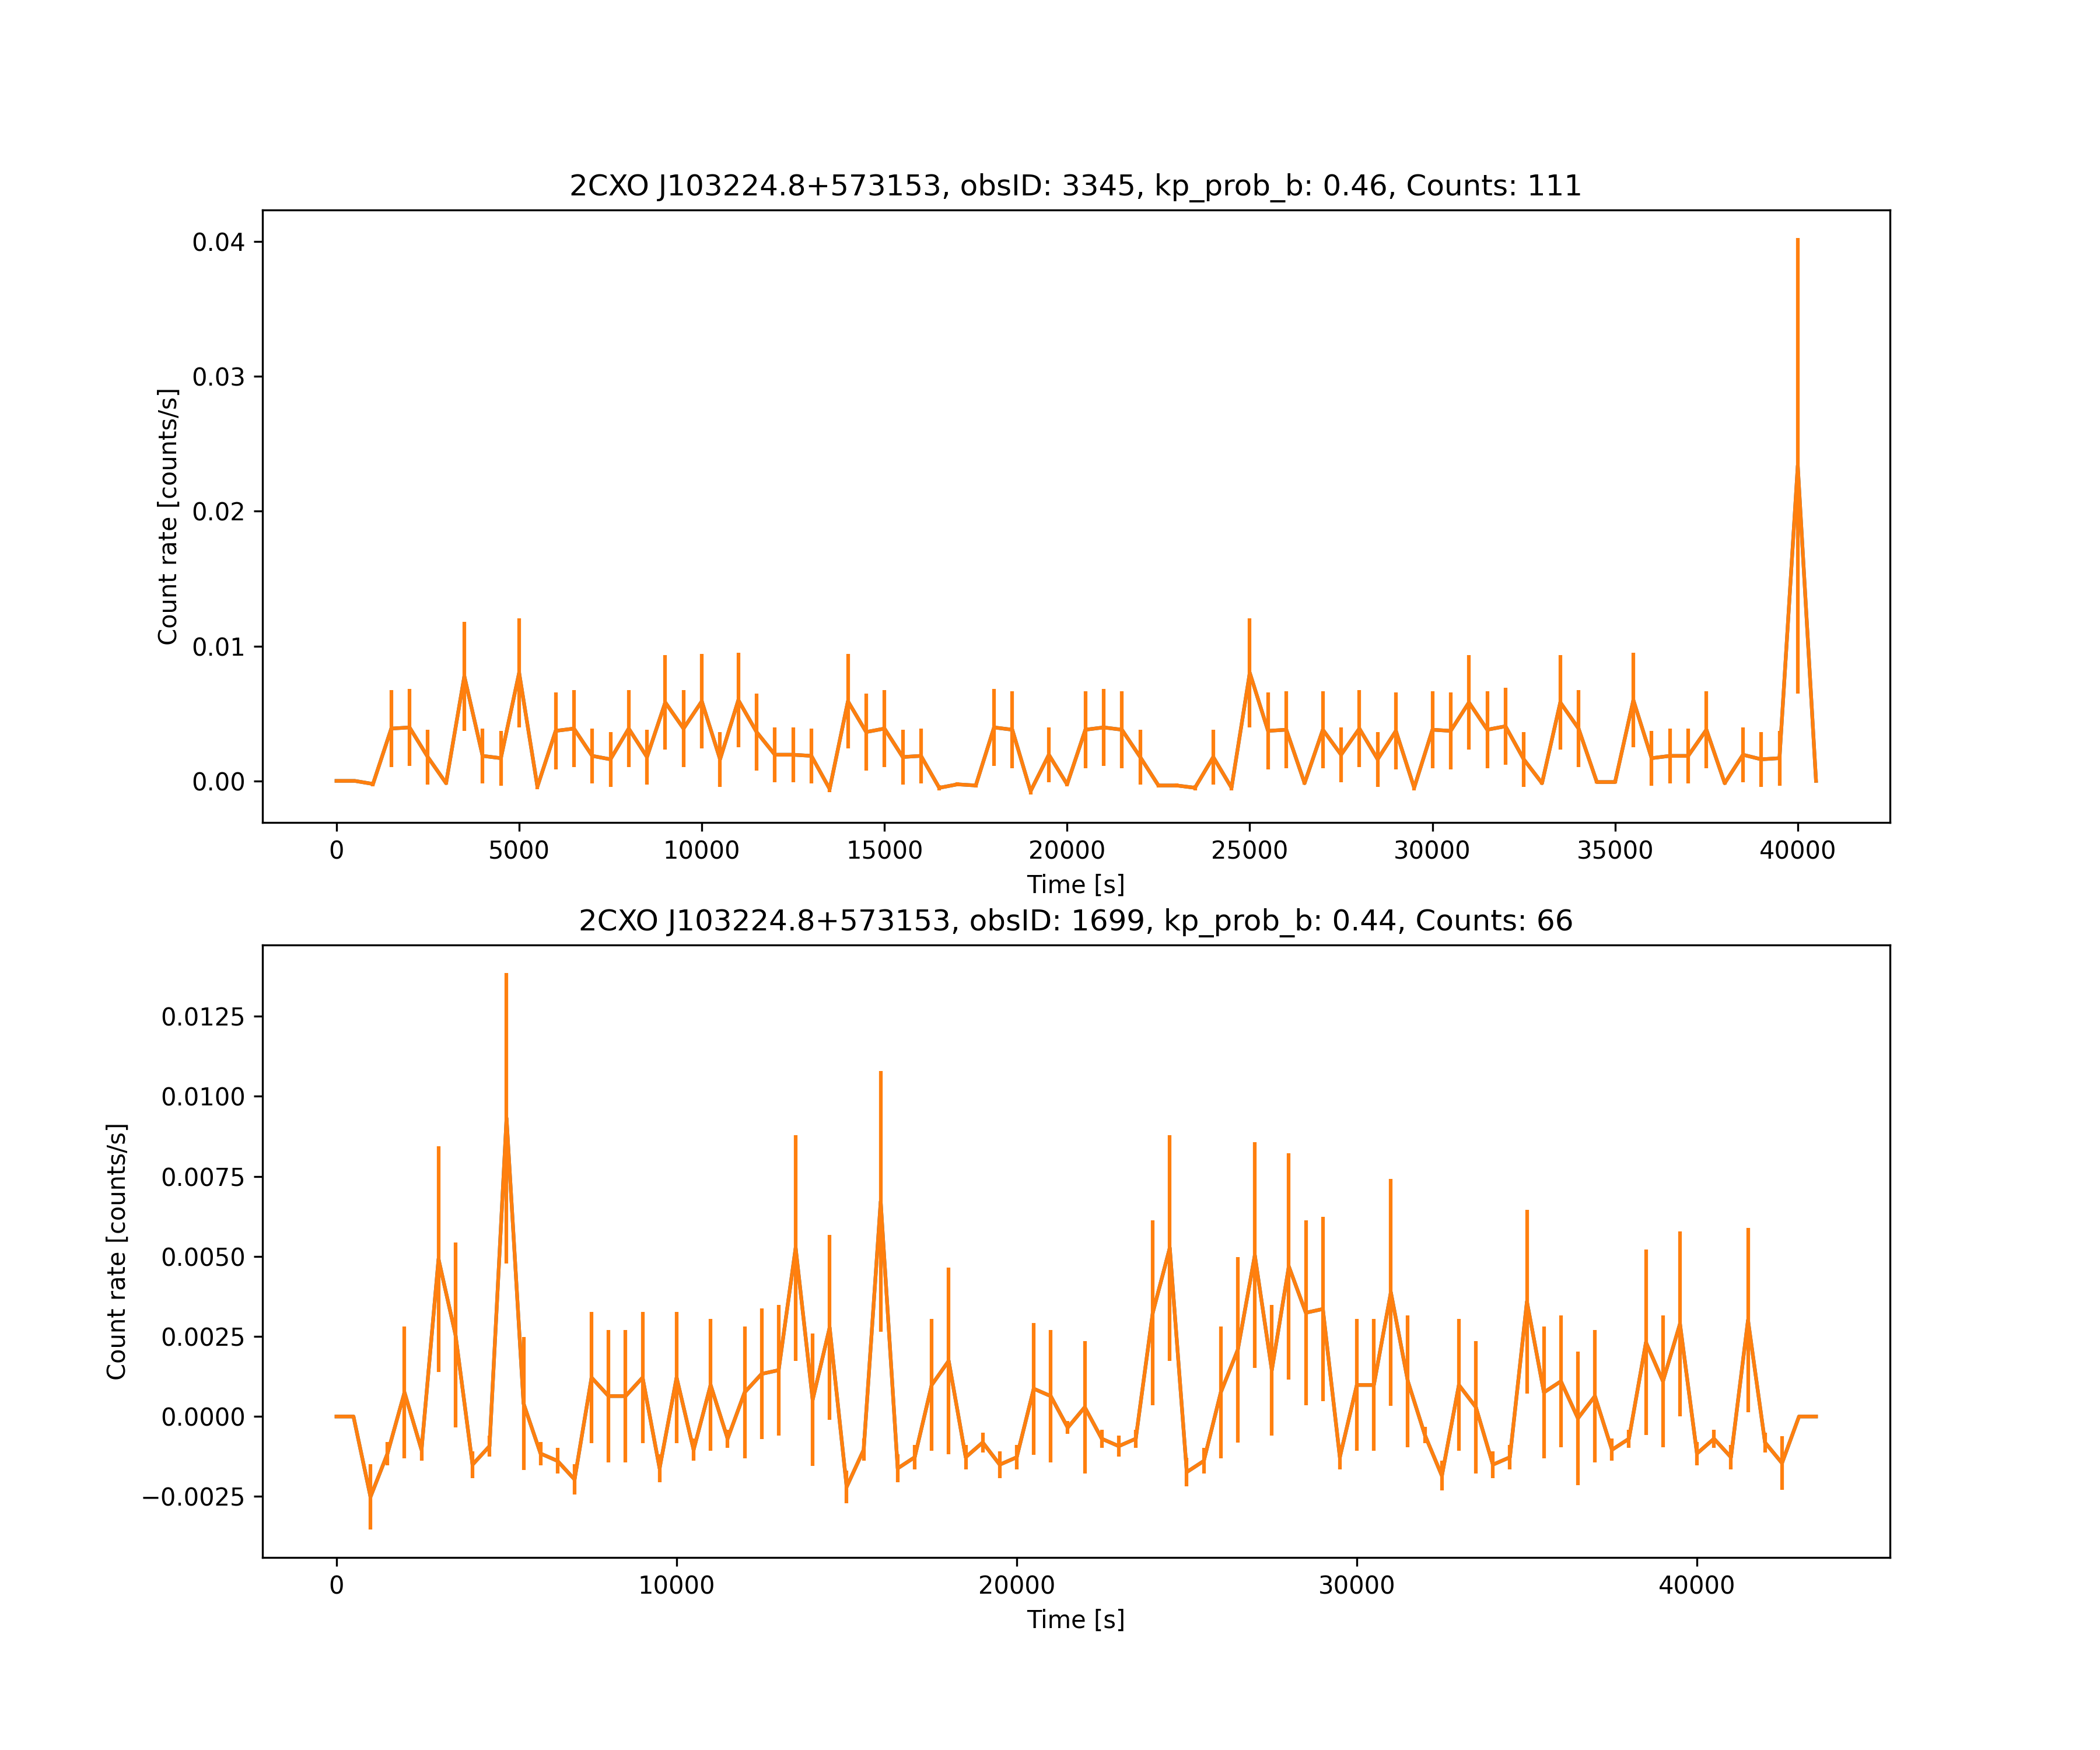 2CXO J103224.8+573153, obsID: 3345, kp_prob_b: 0.46, Counts: 111
0.04
0.03
0.02
0.01
0.00
Count rate [counts/s]
0 5000 10000 15000 20000 25000 30000 35000 40000
Time [s]
2CXO J103224.8+573153, obsID: 1699, kp_prob_b: 0.44, Counts: 66
0.0125
0.0100
0.0075
0.0050
0.0025
0.0000
−0.0025
Count rate [counts/s]
0 10000 20000 30000 40000
Time [s]